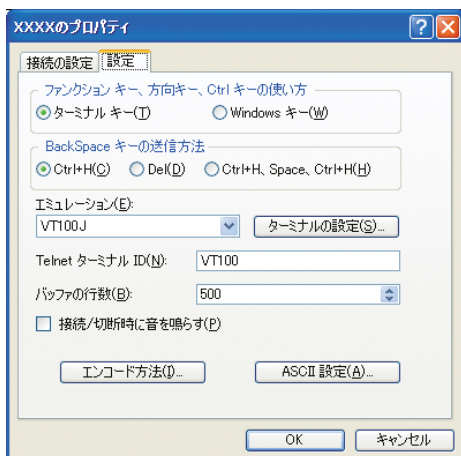 XXXXのプロパティ
接続の設定 設定
ファンクション キー、方向キー、Ctrl キーの使い方
ターミナル キー(T) Windows キー(W)
BackSpace キーの送信方法
Ctrl+H(C) Del(D) Ctrl+H、Space、Ctrl+H(H)
エミュレーション(E):
VT100J ターミナルの設定(S)...
Telnet ターミナル ID(N): VT100
バッファの行数(B): 500
接続/切断時に音を鳴らす(P)
エンコード方法(I)... ASCII 設定(A)...
OK キャンセル